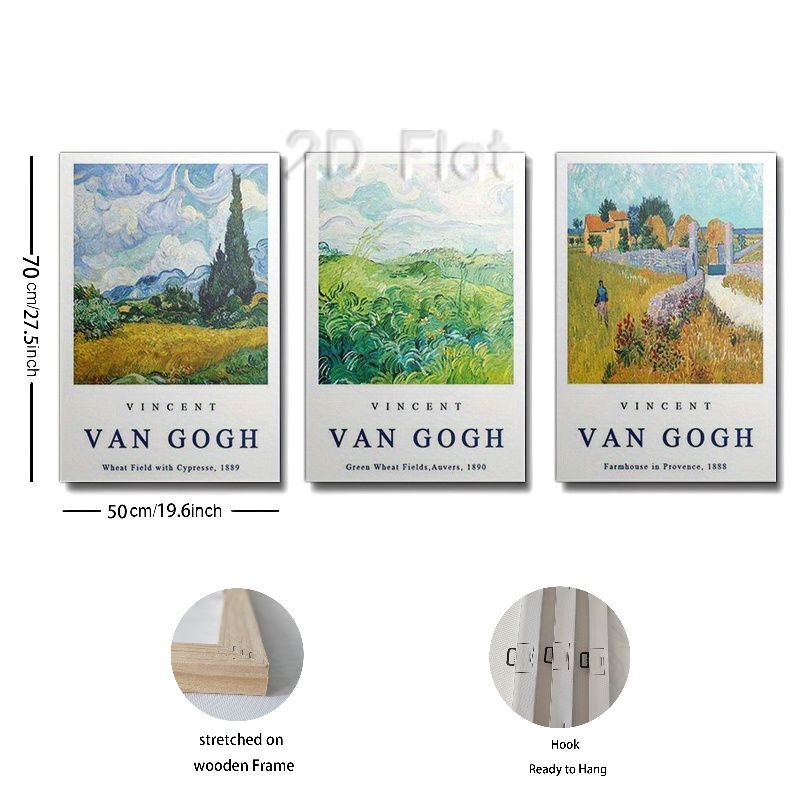 2D Flat
70cm/27.5inch
VINCENT
VAN GOGH
Wheat Field with Cypresse, 1889
VINCENT
VAN GOGH
Green Wheat Fields,Auvers, 1890
VINCENT
VAN GOGH
Farmhouse in Provence, 1888
50cm/19.6inch
stretched on
wooden Frame
Hook
Ready to Hang